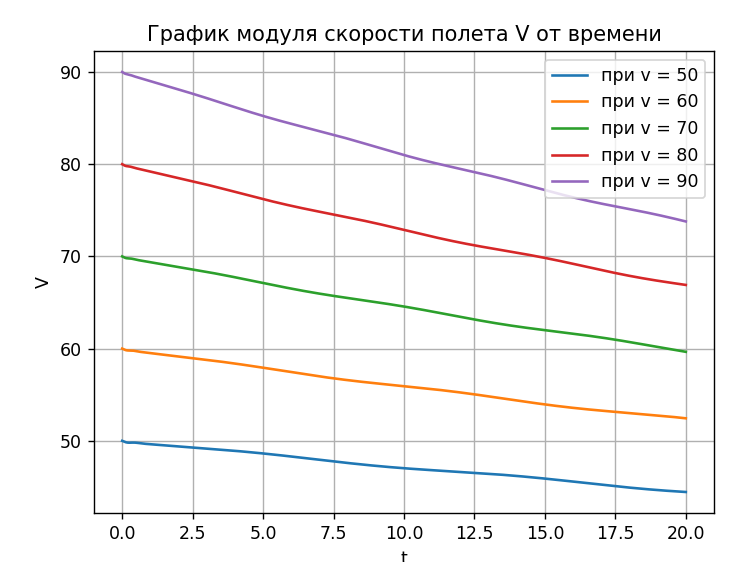 График модуля скорости полета V от времени
при v = 50
при v = 60
при v = 70
при v = 80
при v = 90
90
80
70
60
50
V
0.0 2.5 5.0 7.5 10.0 12.5 15.0 17.5 20.0
t